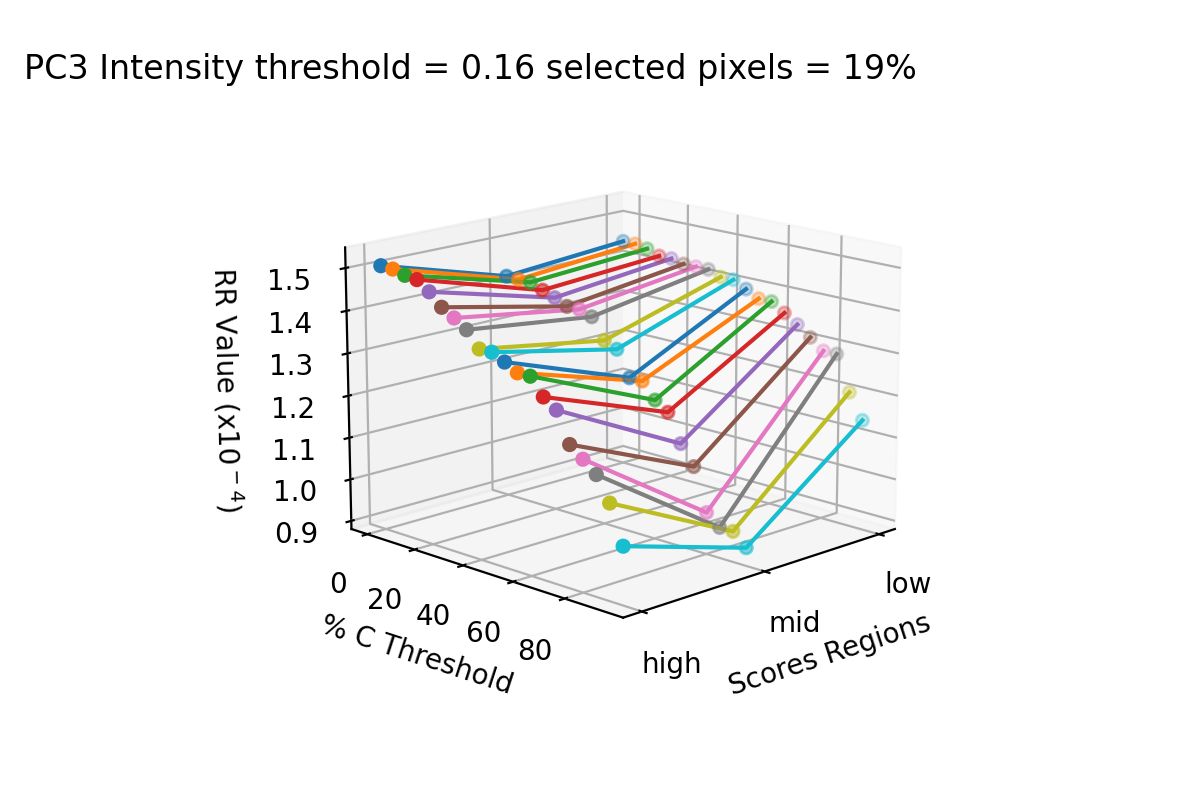 PC3 Intensity threshold = 0.16 selected pixels = 19%
RR Value (x10⁻⁴)
1.5
1.4
1.3
1.2
1.1
1.0
0.9
0
20
40
60
80
% C Threshold
low
mid
high
Scores Regions